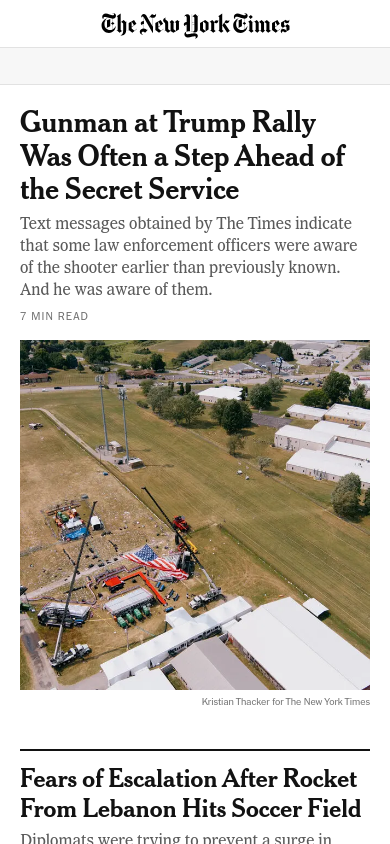 The New York Times
Gunman at Trump Rally
Was Often a Step Ahead of
the Secret Service
Text messages obtained by The Times indicate
that some law enforcement officers were aware
of the shooter earlier than previously known.
And he was aware of them.
7 MIN READ
Kristian Thacker for The New York Times
Fears of Escalation After Rocket
From Lebanon Hits Soccer Field
Diplomats were trying to prevent a surge in